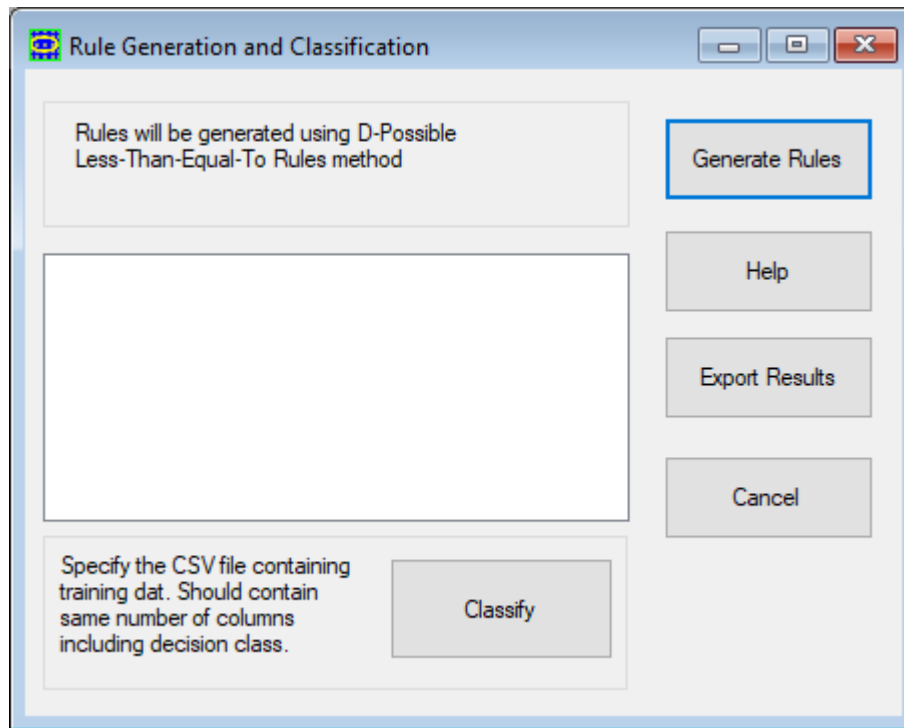 Rule Generation and Classification
Rules will be generated using D-Possible
Less-Than-Equal-To Rules method
Generate Rules
Help
Export Results
Cancel
Specify the CSV file containing
training dat. Should contain
same number of columns
including decision class.
Classify